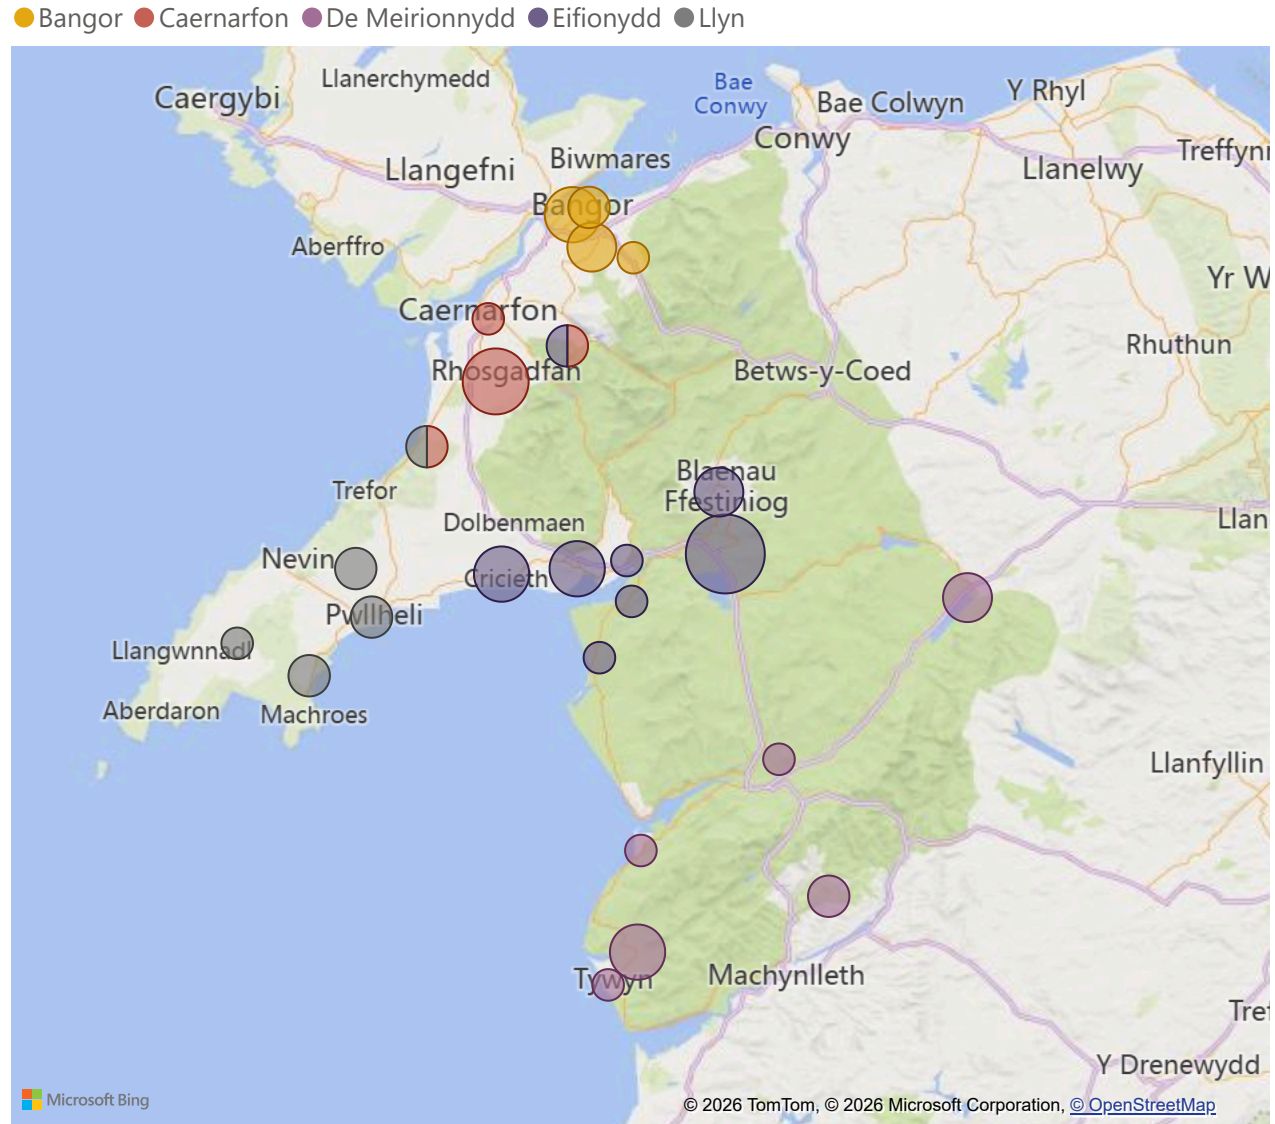 Bangor Caernarfon De Meirionnydd Eifionydd Llyn
Llanerchymedd
Caergybi
Bae
Conwy
Bae Colwyn
Y Rhyl
Conwy
Llangefni
Biwmares
Llanelwy
Treffynn
Bangor
Aberffro
Yr W
Caernarfon
Rhuthun
Rhosgadfan
Betws-y-Coed
Blaenau
Ffestiniog
Trefor
Dolbenmaen
Llan
Nevin
Cricieth
Pwllheli
Llangwnnadl
Aberdaron
Machroes
Llanfyllin
Tywyn
Machynlleth
Tref
Y Drenewydd
Microsoft Bing
© 2026 TomTom, © 2026 Microsoft Corporation, © OpenStreetMap